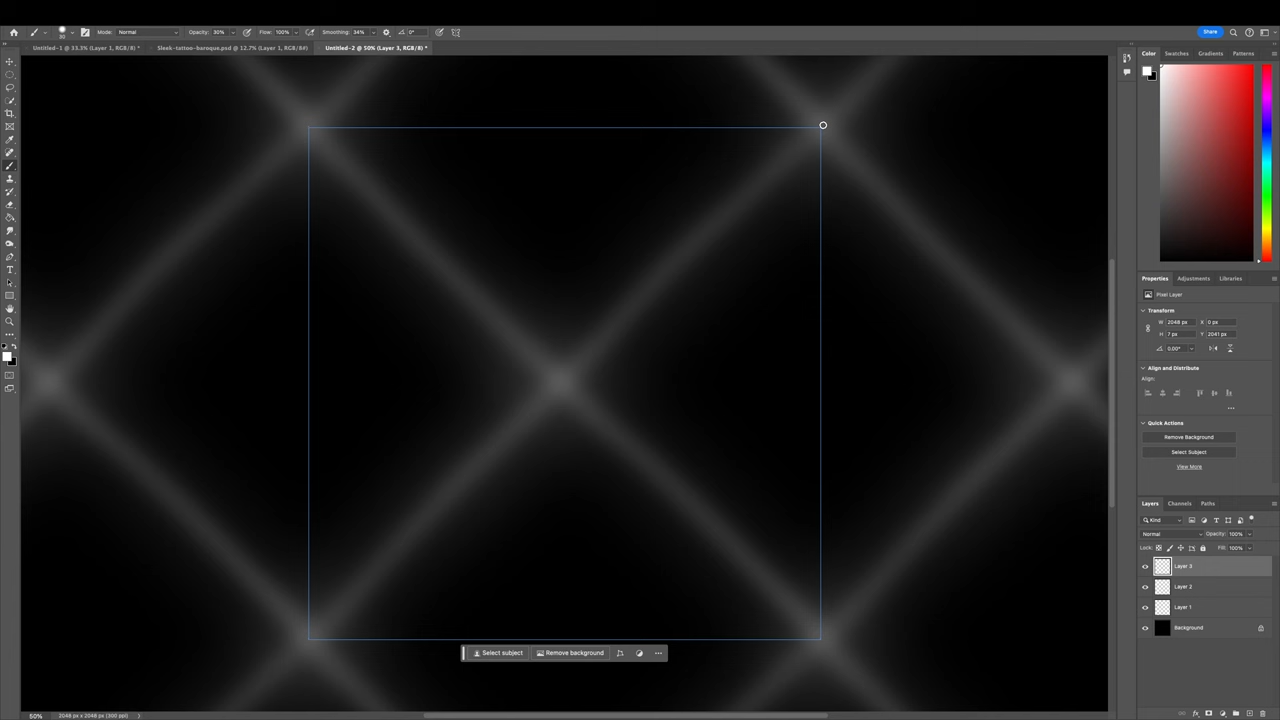 Mode: Normal Opacity: 30% Flow: 100% Smoothing: 34% 0° Share
30
Untitled-1 @ 33.3% (Layer 1, RGB/8) * Sleek-tattoo-baroque.psd @ 12.7% (Layer 1, RGB/8#) Untitled-2 @ 50% (Layer 3, RGB/8) *
Color Swatches Gradients Patterns
Properties Adjustments Libraries
Pixel Layer
Transform
W 2048 px X 0 px
H 7 px Y 2041 px
0.00°
Align and Distribute
Align:
Quick Actions
Remove Background
Select Subject
View More
Layers Channels Paths
Kind
Normal Opacity: 100%
Lock: Fill: 100%
Layer 3
Layer 2
Layer 1
Background
Select subject Remove background
50% 2048 px x 2048 px (300 ppi)